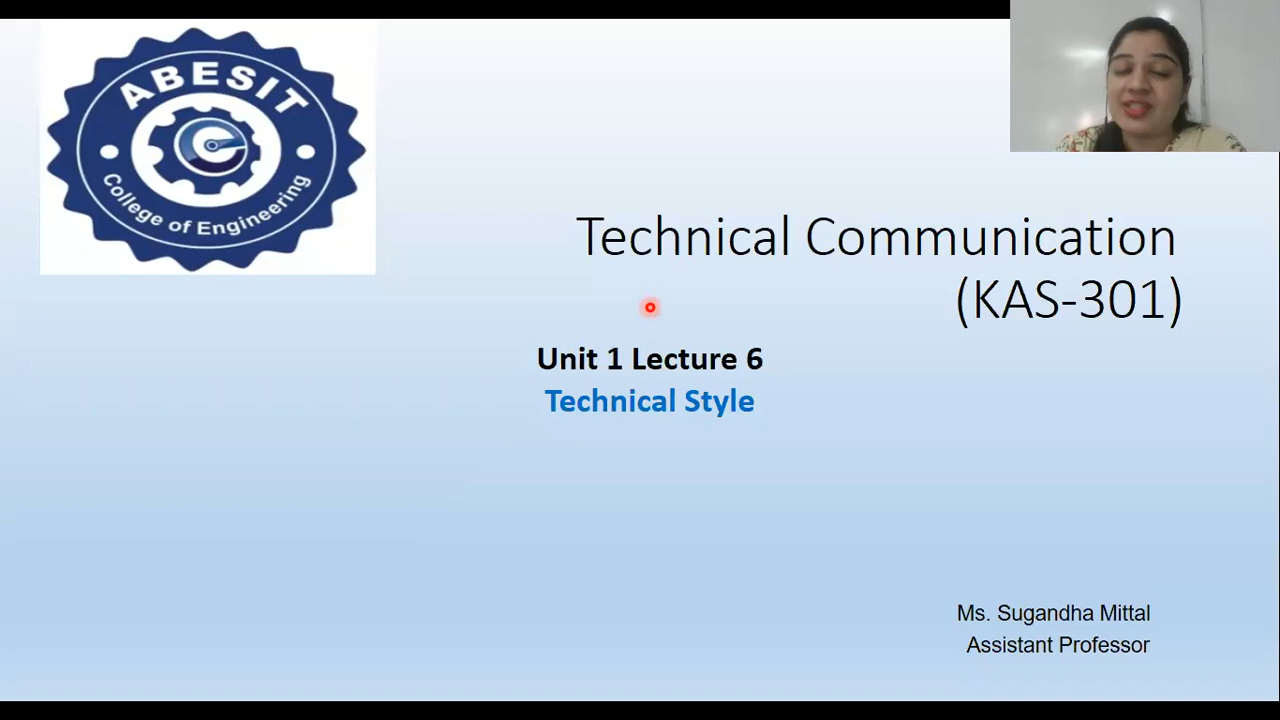 ABESIT
College of Engineering
Technical Communication
(KAS-301)
Unit 1 Lecture 6
Technical Style
Ms. Sugandha Mittal
Assistant Professor